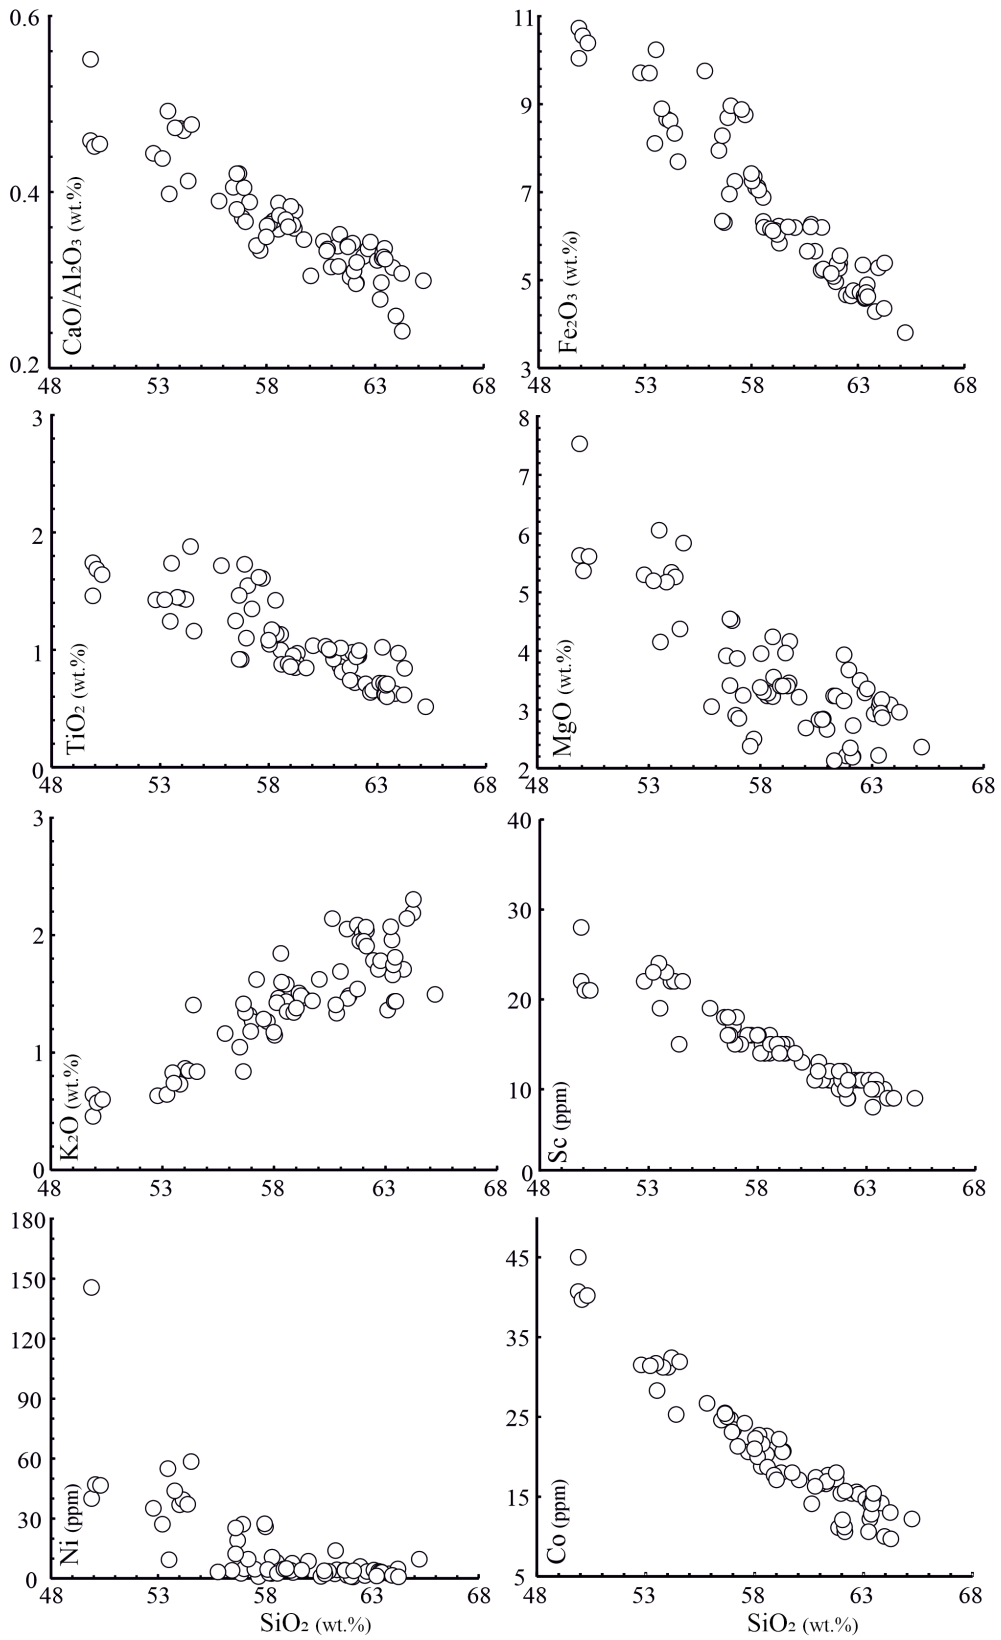 0.6
0.4
0.2
CaO/Al₂O₃ (wt.%)
48 53 58 63 68
11
9
7
5
3
Fe₂O₃ (wt.%)
48 53 58 63 68
3
2
1
0
TiO₂ (wt.%)
48 53 58 63 68
8
7
6
5
4
3
2
MgO (wt.%)
48 53 58 63 68
3
2
1
0
K₂O (wt.%)
48 53 58 63 68
40
30
20
10
0
Sc (ppm)
48 53 58 63 68
180
150
120
90
60
30
0
Ni (ppm)
48 53 58 63 68
SiO₂ (wt.%)
45
35
25
15
5
Co (ppm)
48 53 58 63 68
SiO₂ (wt.%)